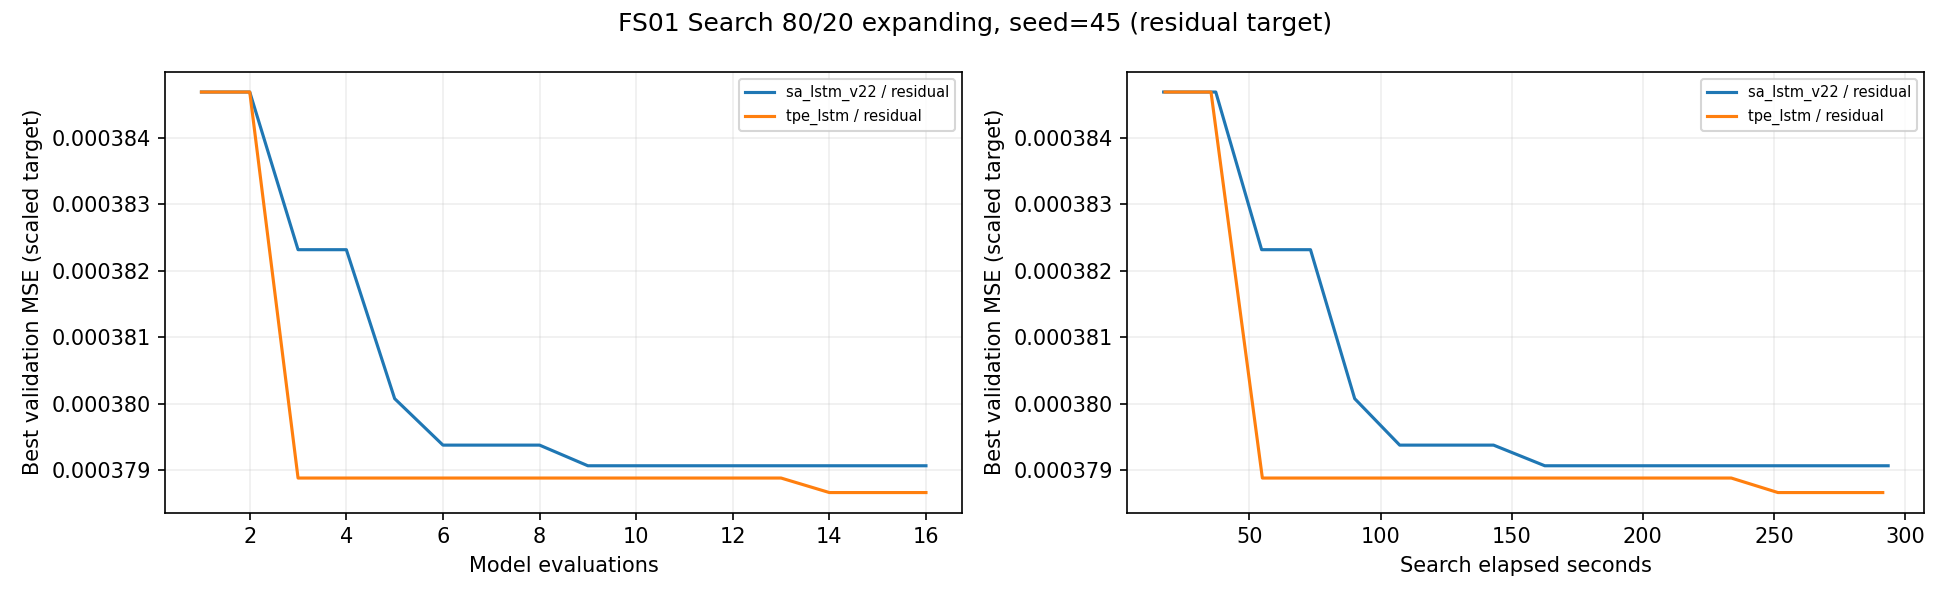 FS01 Search 80/20 expanding, seed=45 (residual target)
Best validation MSE (scaled target)
0.000384
0.000383
0.000382
0.000381
0.000380
0.000379
sa_lstm_v22 / residual
tpe_lstm / residual
2 4 6 8 10 12 14 16
Model evaluations
Best validation MSE (scaled target)
0.000384
0.000383
0.000382
0.000381
0.000380
0.000379
sa_lstm_v22 / residual
tpe_lstm / residual
50 100 150 200 250 300
Search elapsed seconds